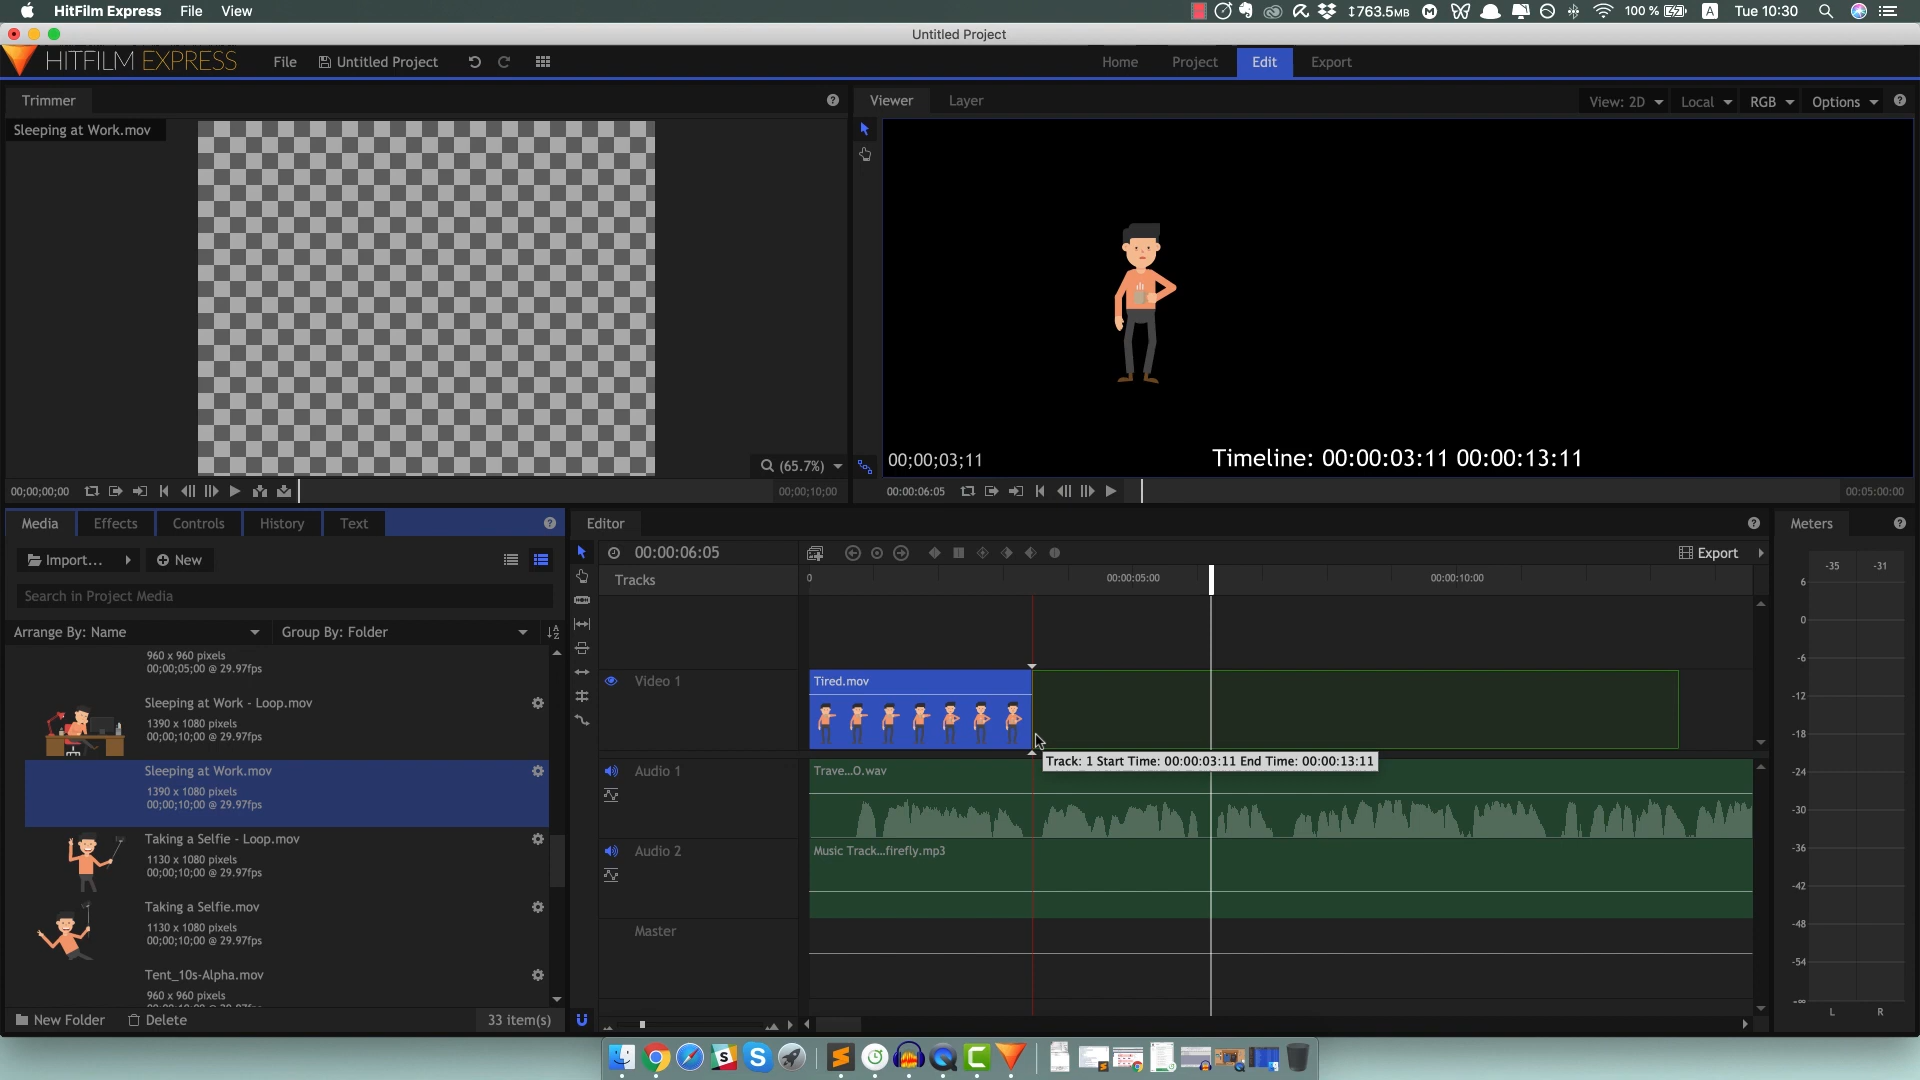 HitFilm Express File View
763.5MB 100 % A Tue 10:30
Untitled Project
HITFILM EXPRESS File Untitled Project Home Project Edit Export
Trimmer
Sleeping at Work.mov
(65.7%)
00;00;00;00 00;00;10;00
Viewer Layer View: 2D Local RGB Options
00;00;03;11 Timeline: 00:00:03:11 00:00:13:11
00:00:06:05 00:05:00:00
Media Effects Controls History Text
Import... New
Search in Project Media
Arrange By: Name Group By: Folder
960 x 960 pixels
00;00;05;00 @ 29.97fps
Sleeping at Work - Loop.mov
1390 x 1080 pixels
00;00;10;00 @ 29.97fps
Sleeping at Work.mov
1390 x 1080 pixels
00;00;10;00 @ 29.97fps
Taking a Selfie - Loop.mov
1130 x 1080 pixels
00;00;10;00 @ 29.97fps
Taking a Selfie.mov
1130 x 1080 pixels
00;00;10;00 @ 29.97fps
Tent_10s-Alpha.mov
960 x 960 pixels
New Folder Delete 33 item(s)
Editor
00:00:06:05 Export
Tracks 0 00:00:05:00 00:00:10:00
Video 1 Tired.mov
Track: 1 Start Time: 00:00:03:11 End Time: 00:00:13:11
Audio 1 Trave...O.wav
Audio 2 Music Track...firefly.mp3
Master
Meters
-35 -31
6
0
-6
-12
-18
-24
-30
-36
-42
-48
-54
-∞
L R